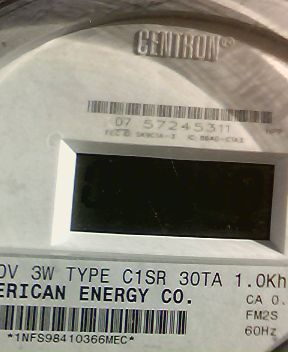 CENTRON®
07 57245311
0V 3W TYPE C1SR 30TA 1.0Kh
ERICAN ENERGY CO.
CA 0.
FM2S
60Hz
*1NFS98410366MEC*